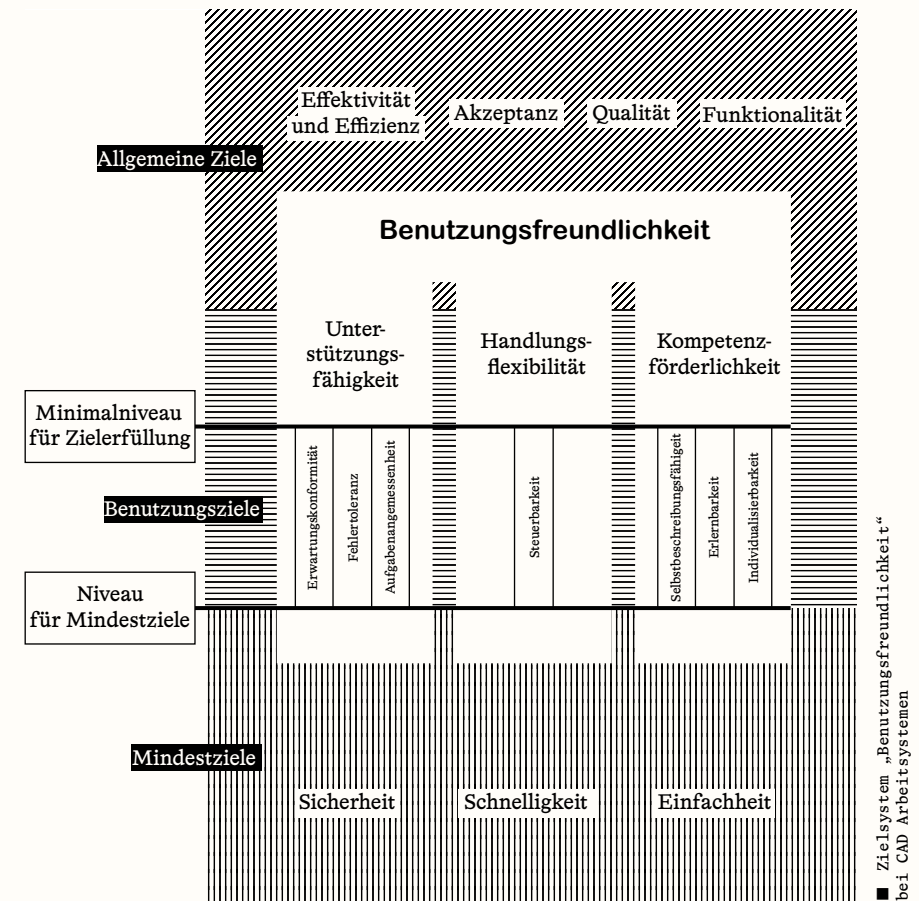 Effektivität
und Effizienz
Akzeptanz
Qualität
Funktionalität
Allgemeine Ziele
Benutzungsfreundlichkeit
Unter-
stützungs-
fähigkeit
Handlungs-
flexibilität
Kompetenz-
förderlichkeit
Minimalniveau
für Zielerfüllung
Erwartungskonformität
Fehlertoleranz
Aufgabenangemessenheit
Steuerbarkeit
Selbstbeschreibungsfähigeit
Erlernbarkeit
Individualisierbarkeit
Benutzungsziele
Niveau
für Mindestziele
Mindestziele
Sicherheit
Schnelligkeit
Einfachheit
■ Zielsystem „Benutzungsfreundlichkeit“
bei CAD Arbeitsystemen